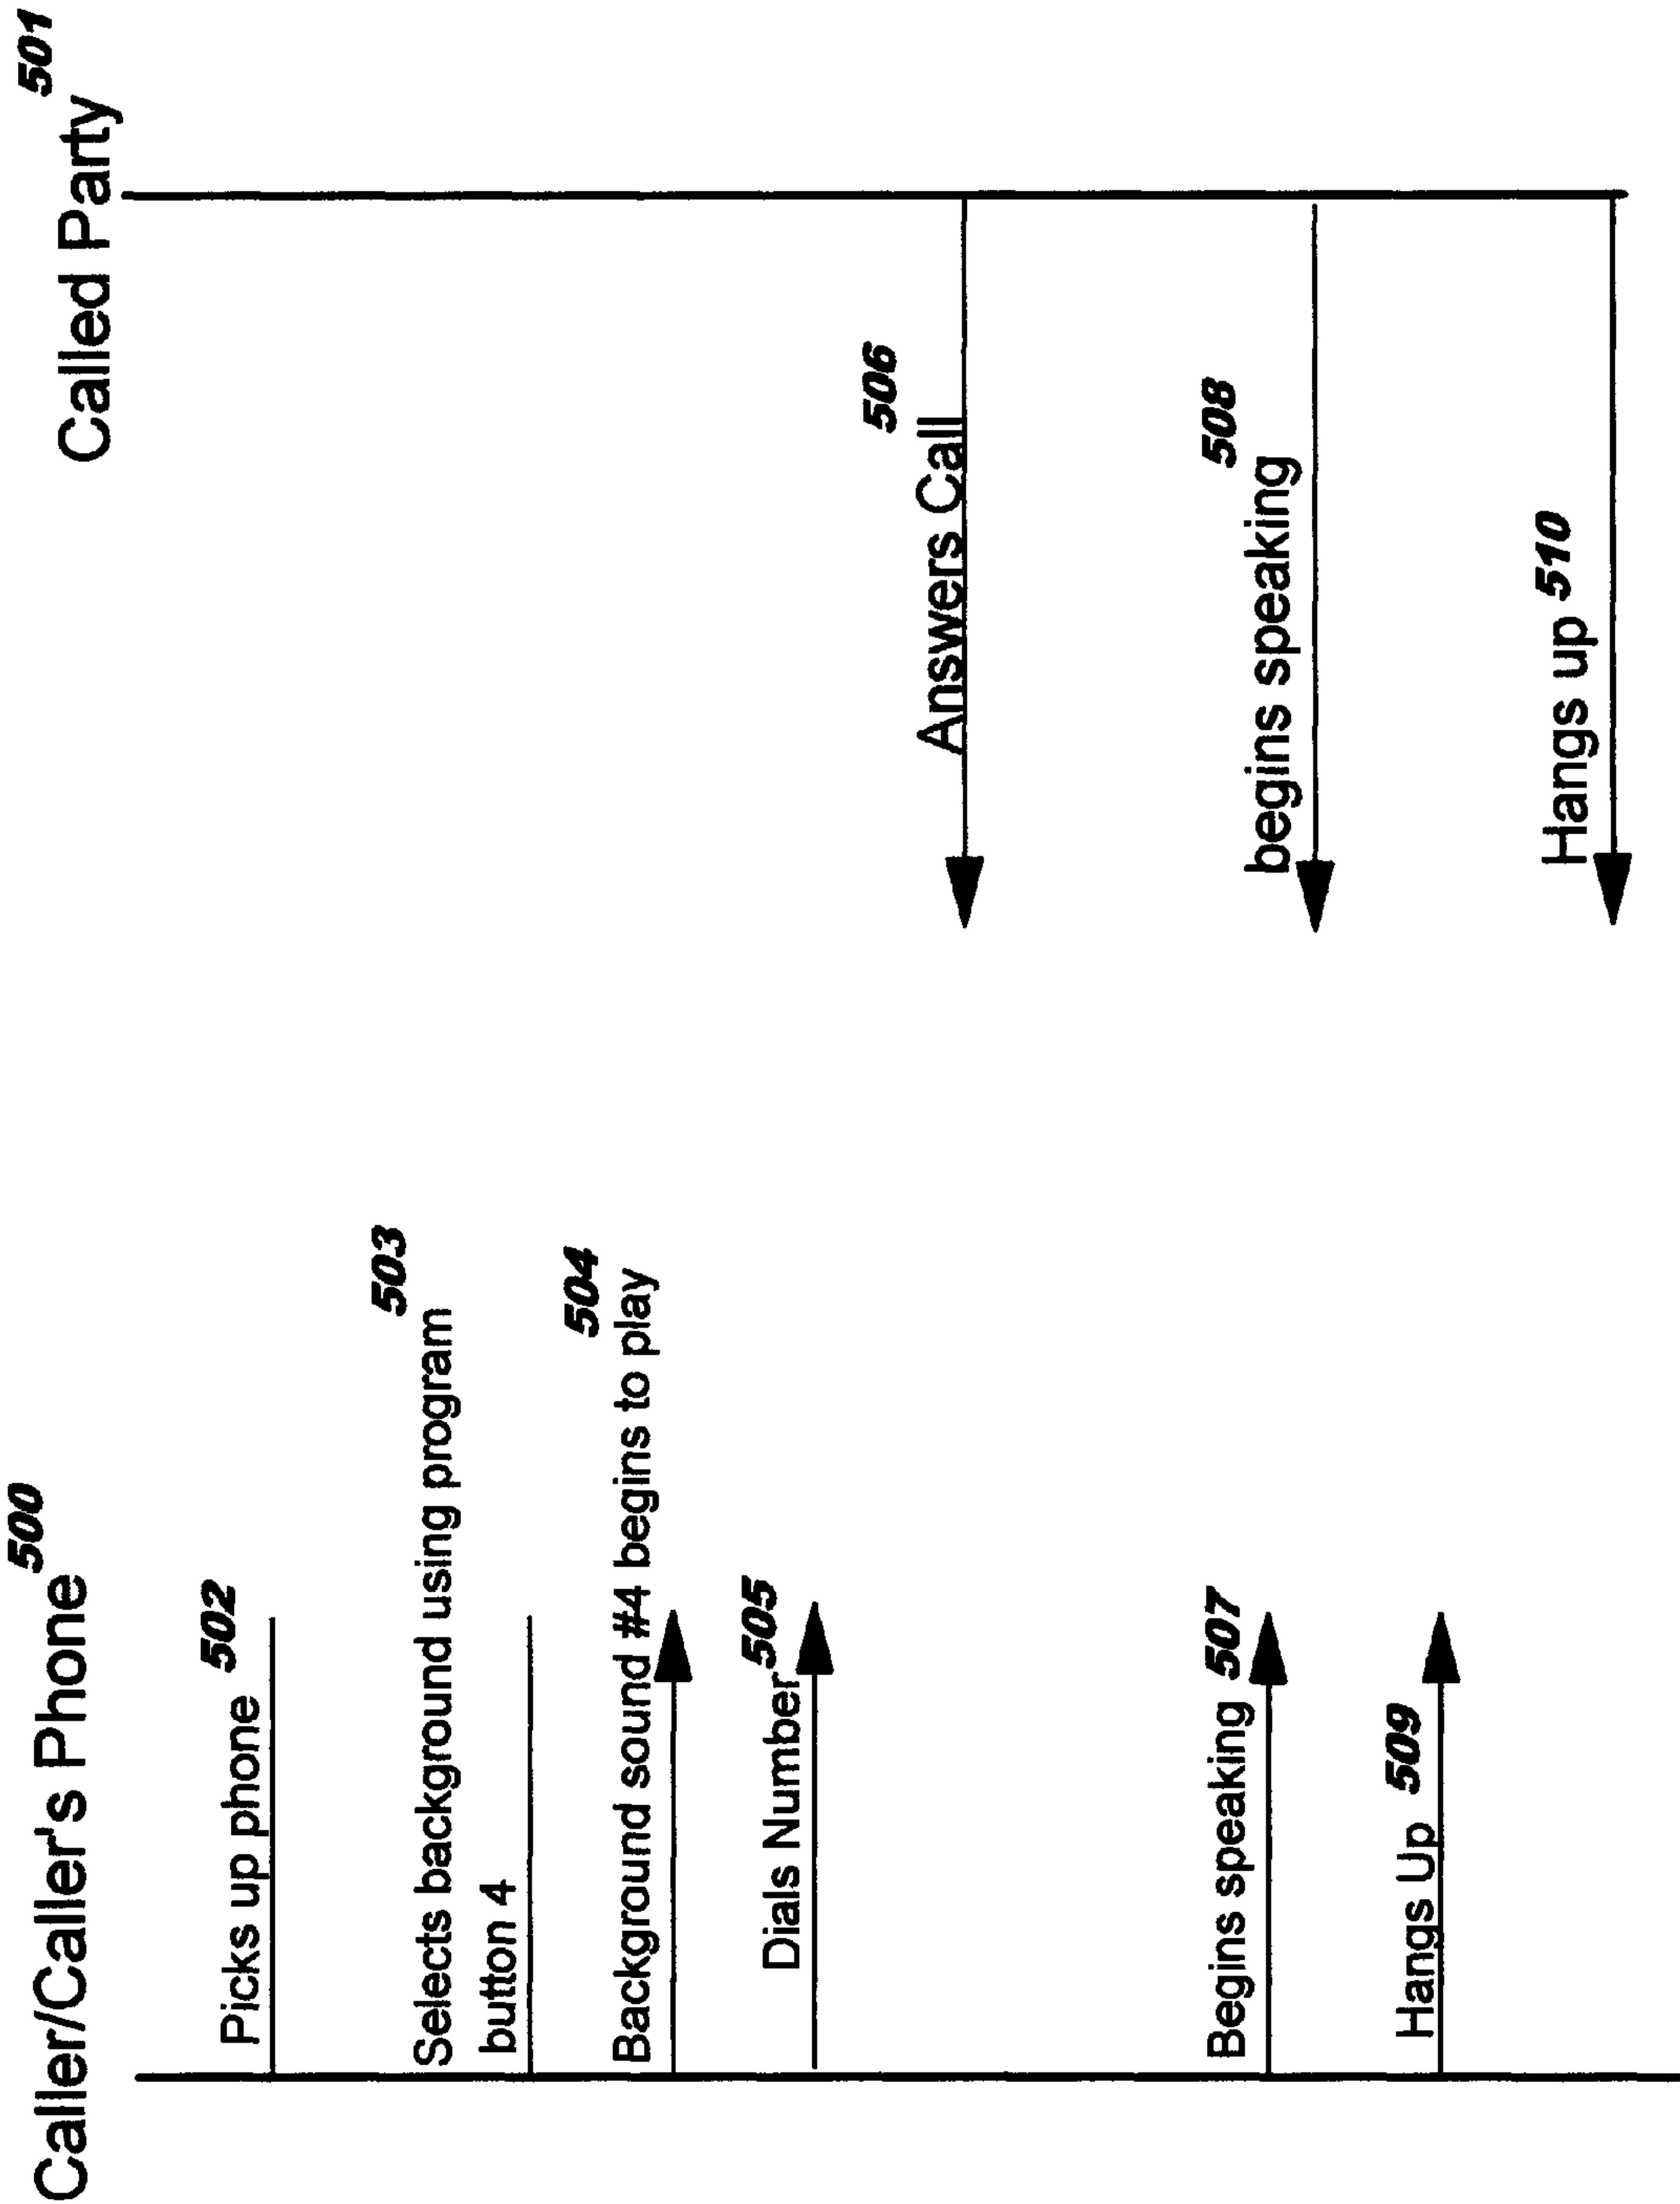 Caller/Caller's Phone 500
Called Party 501
Picks up phone 502
Selects background using program 503
button 4
Background sound #4 begins to play 504
Dials Number 505
Answers Call 506
Begins speaking 507
begins speaking 508
Hangs Up 509
Hangs up 510